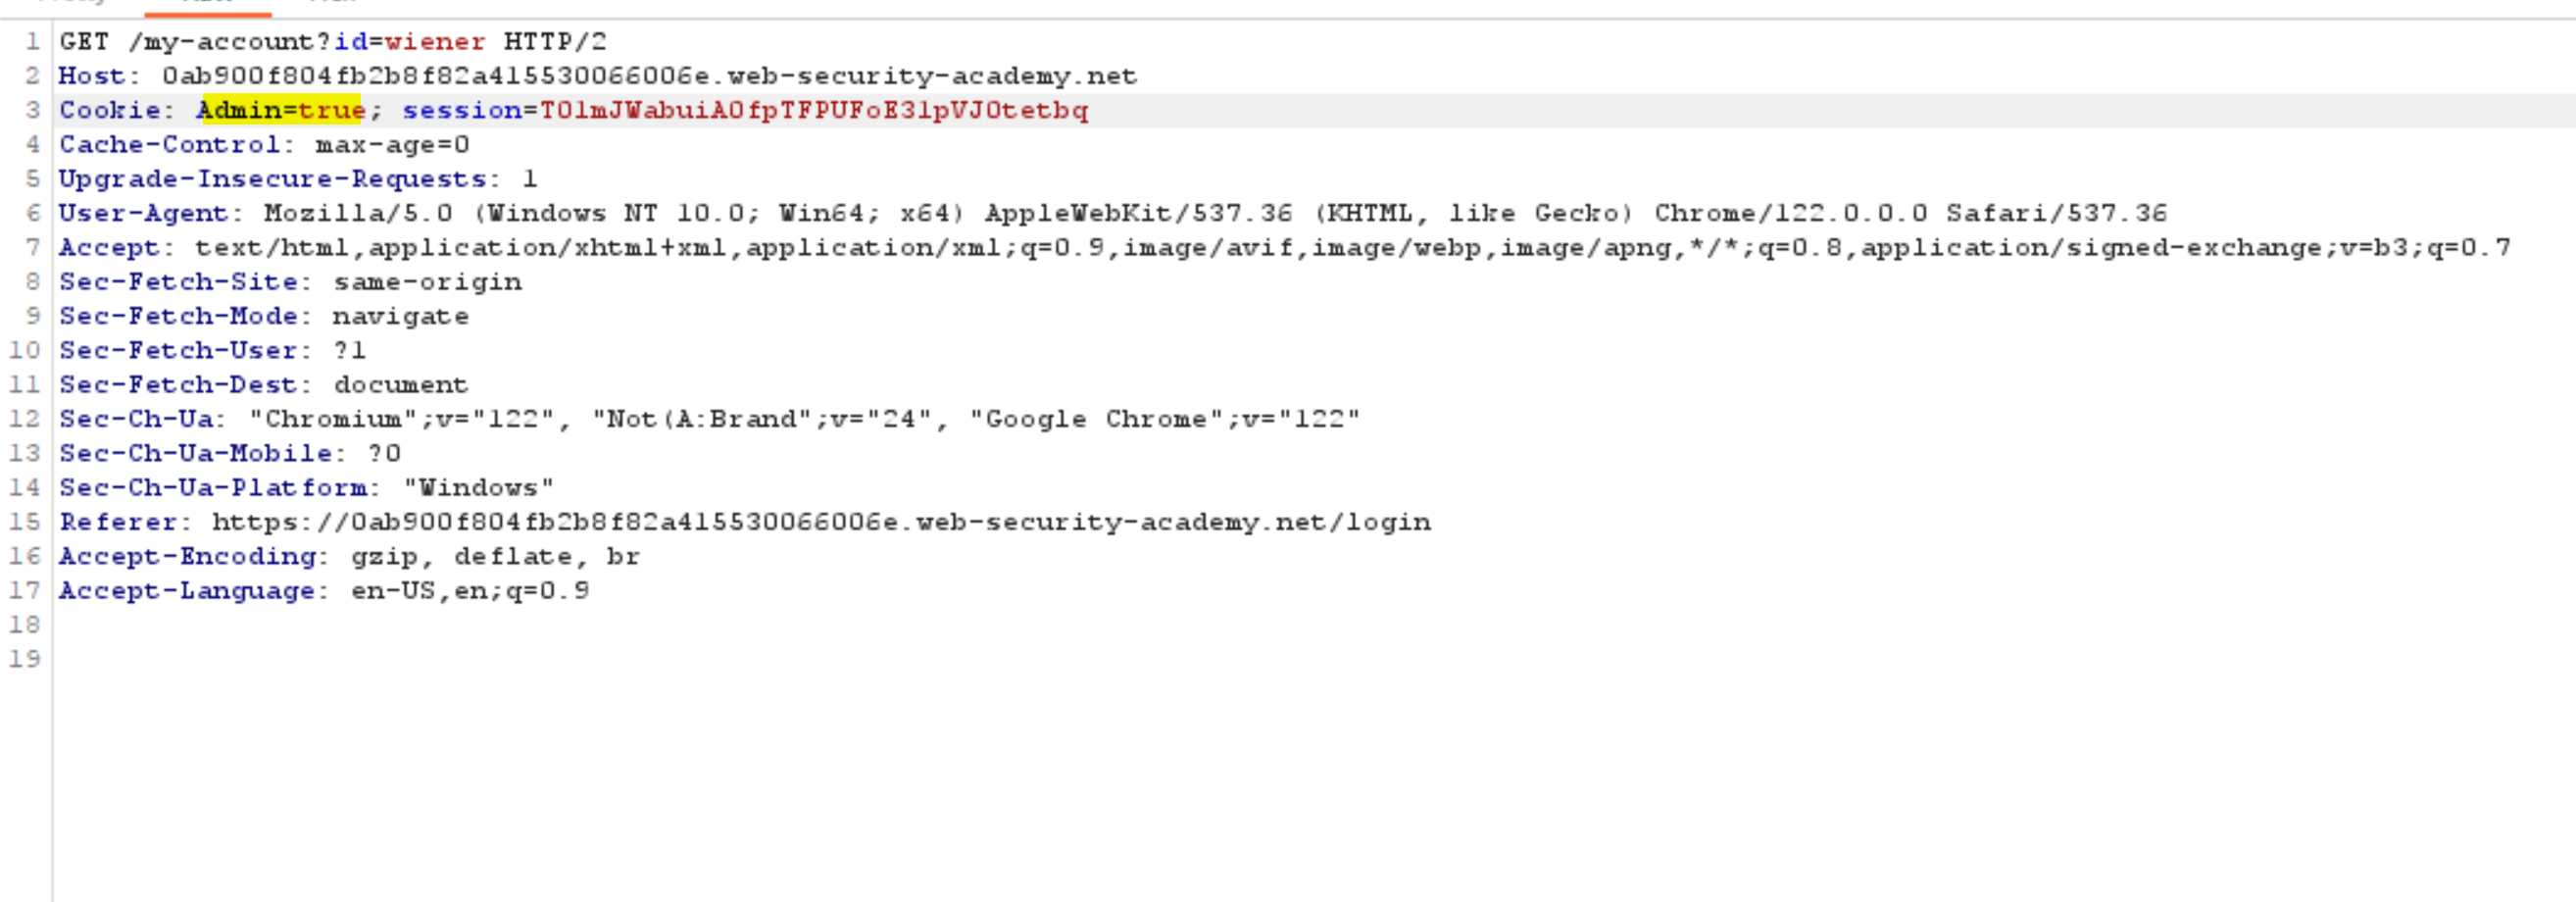 1 GET /my-account?id=wiener HTTP/2
2 Host: 0ab900f804fb2b8f82a415530066006e.web-security-academy.net
3 Cookie: Admin=true; session=T01mJWabuiA0fpTFPUFoE3lpVJ0tetbq
4 Cache-Control: max-age=0
5 Upgrade-Insecure-Requests: 1
6 User-Agent: Mozilla/5.0 (Windows NT 10.0; Win64; x64) AppleWebKit/537.36 (KHTML, like Gecko) Chrome/122.0.0.0 Safari/537.36
7 Accept: text/html,application/xhtml+xml,application/xml;q=0.9,image/avif,image/webp,image/apng,*/*;q=0.8,application/signed-exchange;v=b3;q=0.7
8 Sec-Fetch-Site: same-origin
9 Sec-Fetch-Mode: navigate
10 Sec-Fetch-User: ?1
11 Sec-Fetch-Dest: document
12 Sec-Ch-Ua: "Chromium";v="122", "Not(A:Brand";v="24", "Google Chrome";v="122"
13 Sec-Ch-Ua-Mobile: ?0
14 Sec-Ch-Ua-Platform: "Windows"
15 Referer: https://0ab900f804fb2b8f82a415530066006e.web-security-academy.net/login
16 Accept-Encoding: gzip, deflate, br
17 Accept-Language: en-US,en;q=0.9
18
19